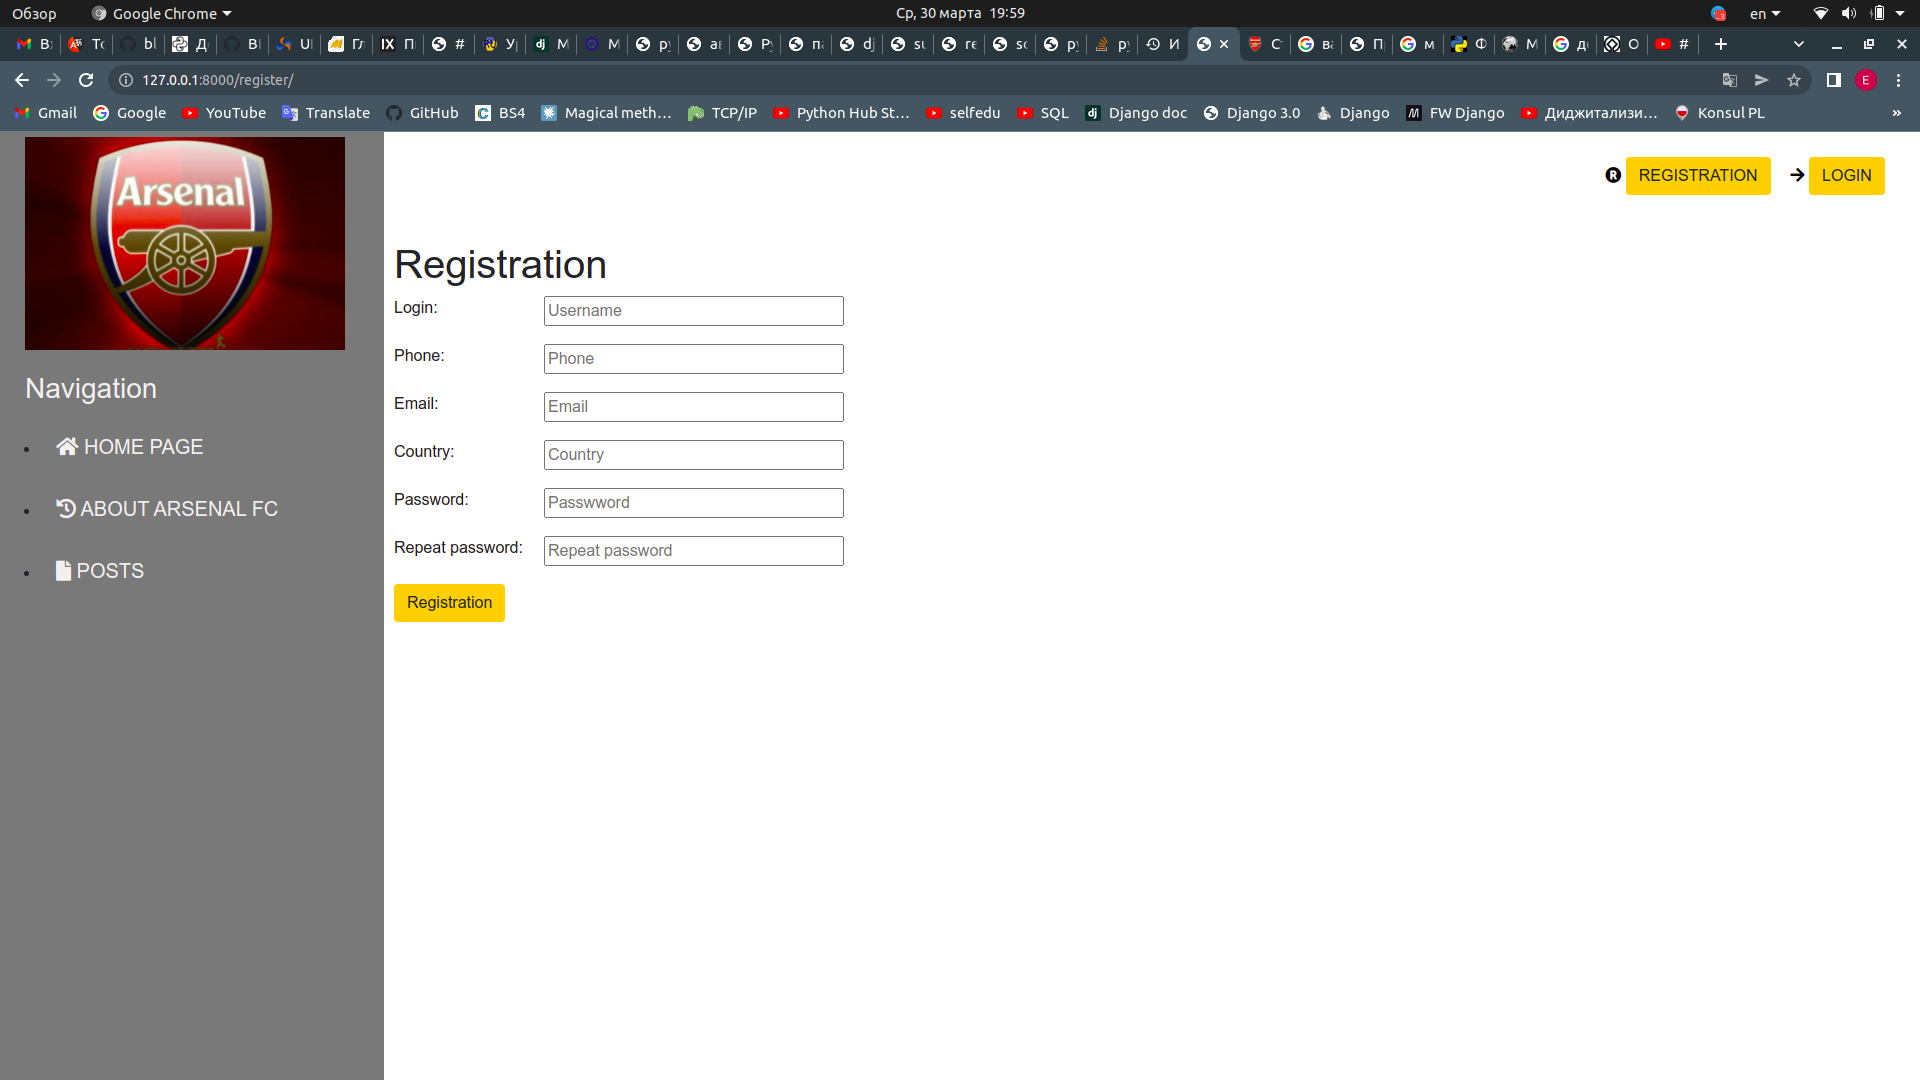 Обзор Google Chrome Ср, 30 марта 19:59 en
127.0.0.1:8000/register/ E
Gmail Google YouTube Translate GitHub BS4 Magical meth… TCP/IP Python Hub St… selfedu SQL Django doc Django 3.0 Django FW Django Диджитализи… Konsul PL »
Arsenal
REGISTRATION LOGIN
Registration
Login: Username
Phone: Phone
Email: Email
Country: Country
Password: Passwword
Repeat password: Repeat password
Registration
Navigation
HOME PAGE
ABOUT ARSENAL FC
POSTS